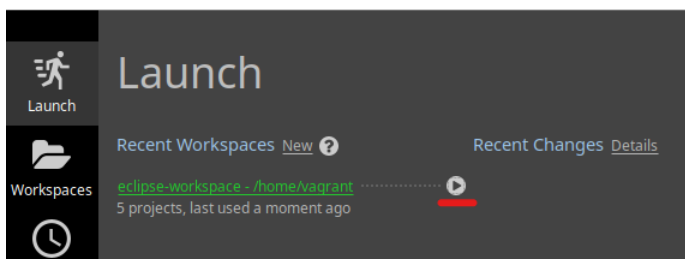 Launch
Launch
Recent Workspaces New ?
Recent Changes Details
Workspaces
eclipse-workspace - /home/vagrant
5 projects, last used a moment ago